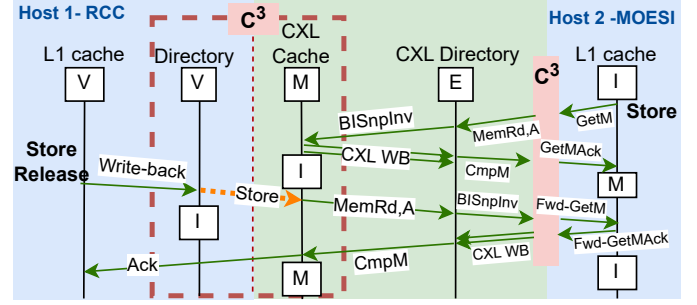 Host 1- RCC
C³
Host 2 -MOESI
L1 cache
Directory
CXL
Cache
CXL Directory
C³
L1 cache
V
V
M
E
I
Store
GetM
MemRd,A
BISnpInv
CXL WB
CmpM
GetMAck
Store
Release
Write-back
I
M
Store
MemRd,A
BISnpInv
Fwd-GetM
I
Fwd-GetMAck
CXL WB
CmpM
Ack
M
I